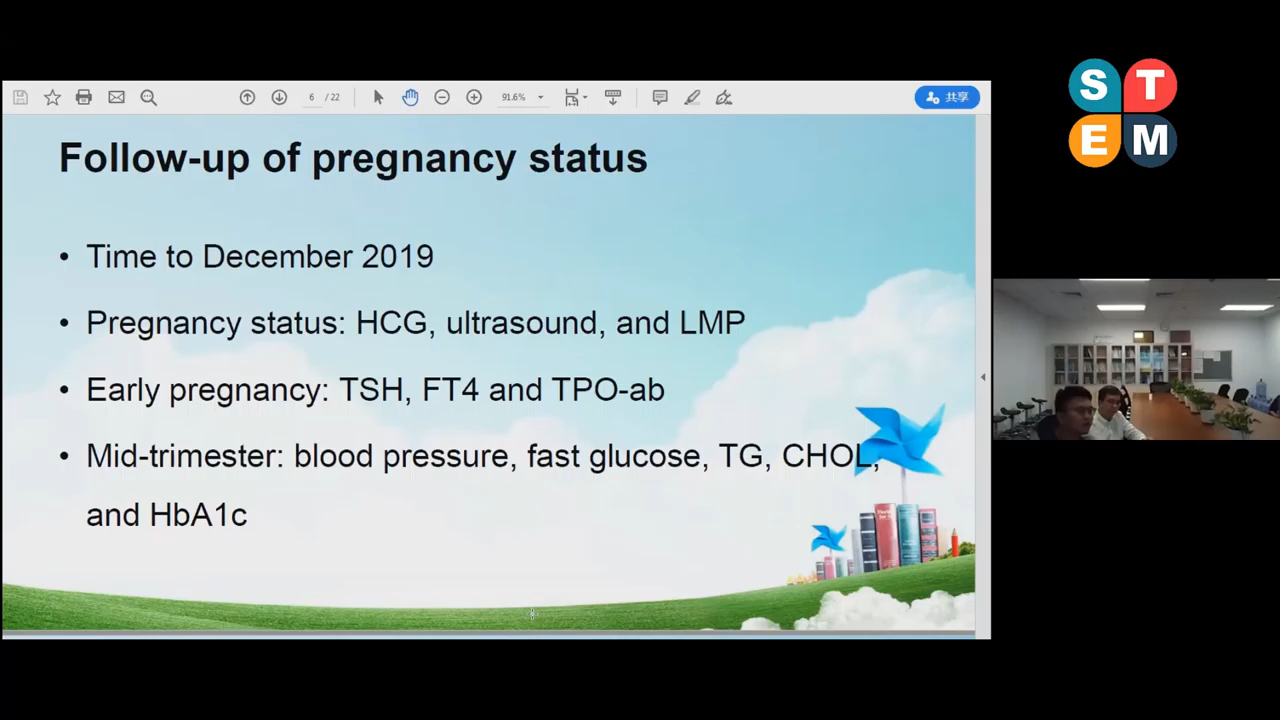 6 / 22
91.6%
共享
S T
E M
Follow-up of pregnancy status
• Time to December 2019
• Pregnancy status: HCG, ultrasound, and LMP
• Early pregnancy: TSH, FT4 and TPO-ab
• Mid-trimester: blood pressure, fast glucose, TG, CHOL,
and HbA1c